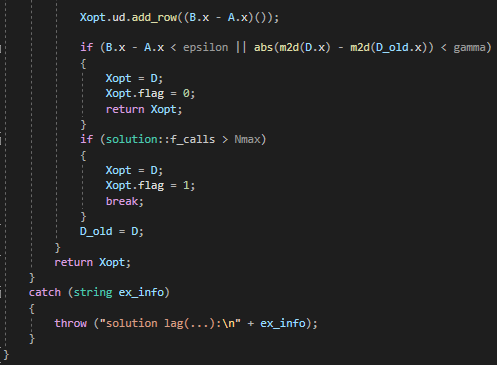 Xopt.ud.add_row((B.x - A.x)());
if (B.x - A.x < epsilon || abs(m2d(D.x) - m2d(D_old.x)) < gamma)
{
Xopt = D;
Xopt.flag = 0;
return Xopt;
}
if (solution::f_calls > Nmax)
{
Xopt = D;
Xopt.flag = 1;
break;
}
D_old = D;
}
return Xopt;
}
catch (string ex_info)
{
throw ("solution lag(...):\n" + ex_info);
}
}